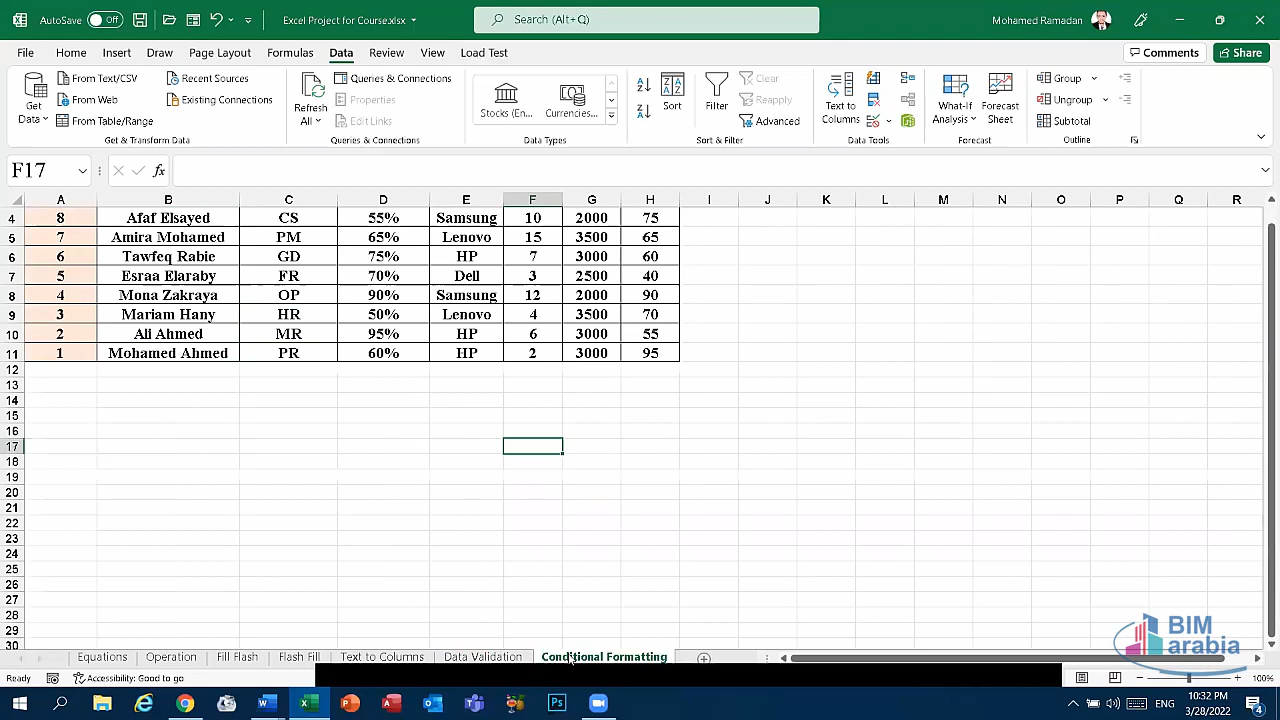 AutoSave Off Excel Project for Course.xlsx Search (Alt+Q) Mohamed Ramadan
File Home Insert Draw Page Layout Formulas Data Review View Load Test Comments Share
Get Data From Text/CSV From Web From Table/Range Recent Sources Existing Connections
Refresh All Queries & Connections Properties Edit Links
Stocks (En... Currencies...
Sort Filter Clear Reapply Advanced
Text to Columns What-If Analysis Forecast Sheet Group Ungroup Subtotal
Get & Transform Data Queries & Connections Data Types Sort & Filter Data Tools Forecast Outline
F17 fx
A B C D E F G H I J K L M N O P Q R
4 8 Afaf Elsayed CS 55% Samsung 10 2000 75
5 7 Amira Mohamed PM 65% Lenovo 15 3500 65
6 6 Tawfeq Rabie GD 75% HP 7 3000 60
7 5 Esraa Elaraby FR 70% Dell 3 2500 40
8 4 Mona Zakraya OP 90% Samsung 12 2000 90
9 3 Mariam Hany HR 50% Lenovo 4 3500 70
10 2 Ali Ahmed MR 95% HP 6 3000 55
11 1 Mohamed Ahmed PR 60% HP 2 3000 95
12
13
14
15
16
17
18
19
20
21
22
23
24
25
26
27
28
29
30
BIM
arabia
Equations Operation Fill Flash Flash Fill Text to Columns Data Validation Conditional Formatting
Ready Accessibility: Good to go 100%
ENG 10:32 PM
3/28/2022 4